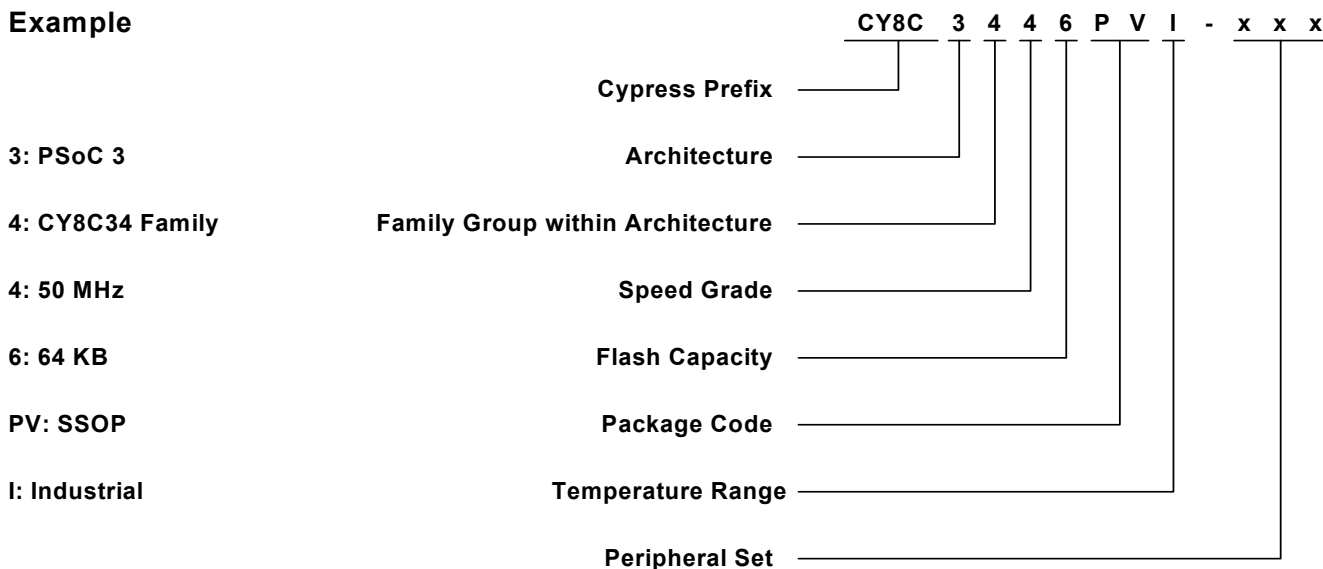 Example CY8C 3 4 4 6 P V I - x x x
Cypress Prefix
3: PSoC 3 Architecture
4: CY8C34 Family Family Group within Architecture
4: 50 MHz Speed Grade
6: 64 KB Flash Capacity
PV: SSOP Package Code
I: Industrial Temperature Range
Peripheral Set